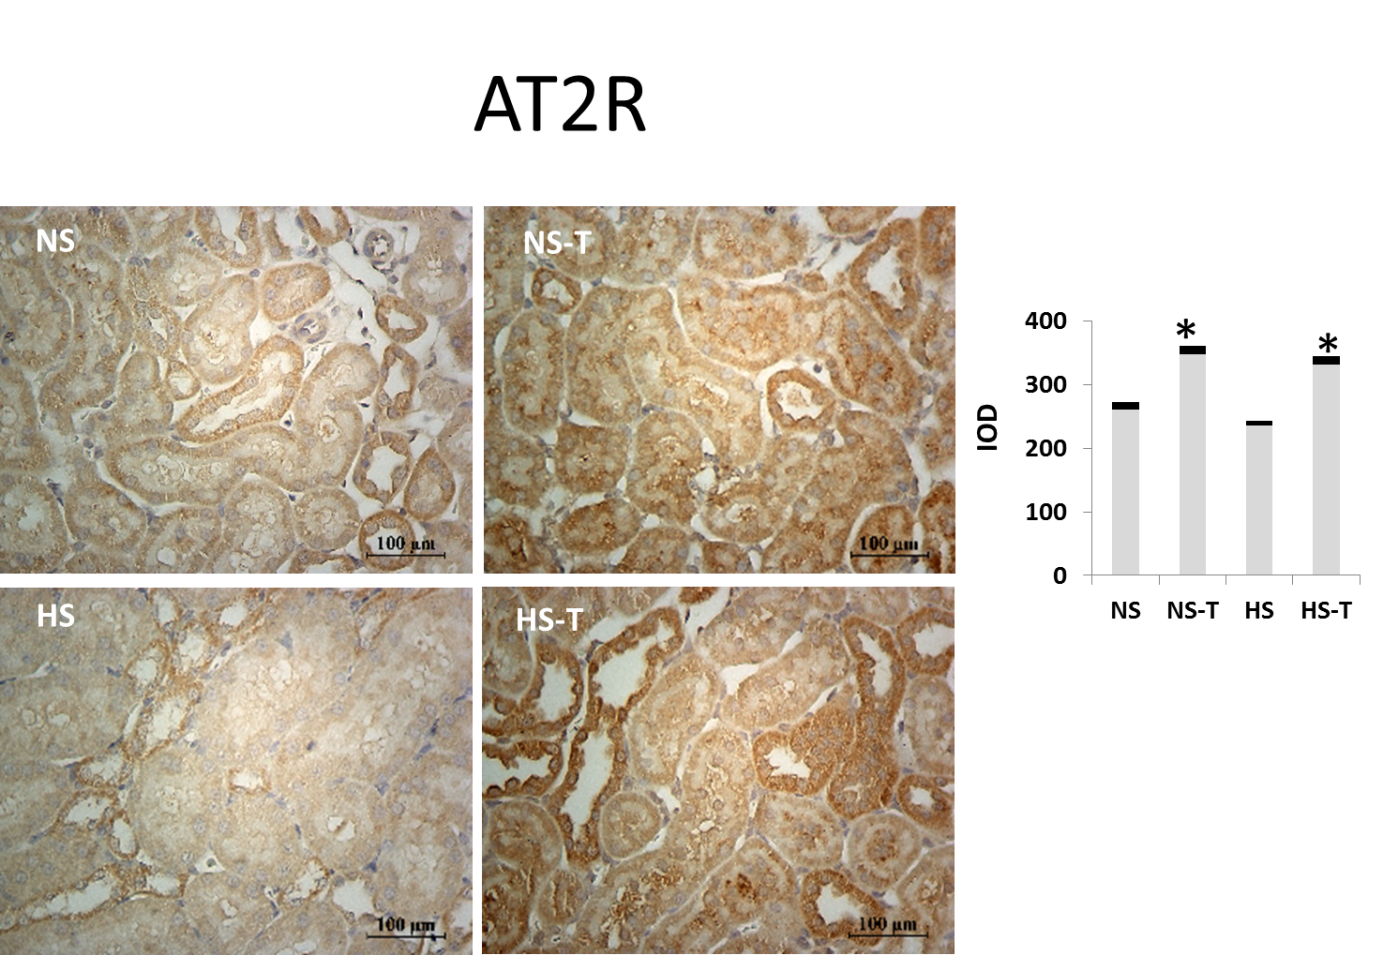 AT2R
NS
NS-T
100 µm
100 µm
HS
HS-T
100 µm
100 µm
IOD
400
*
*
300
200
100
0
NS NS-T HS HS-T